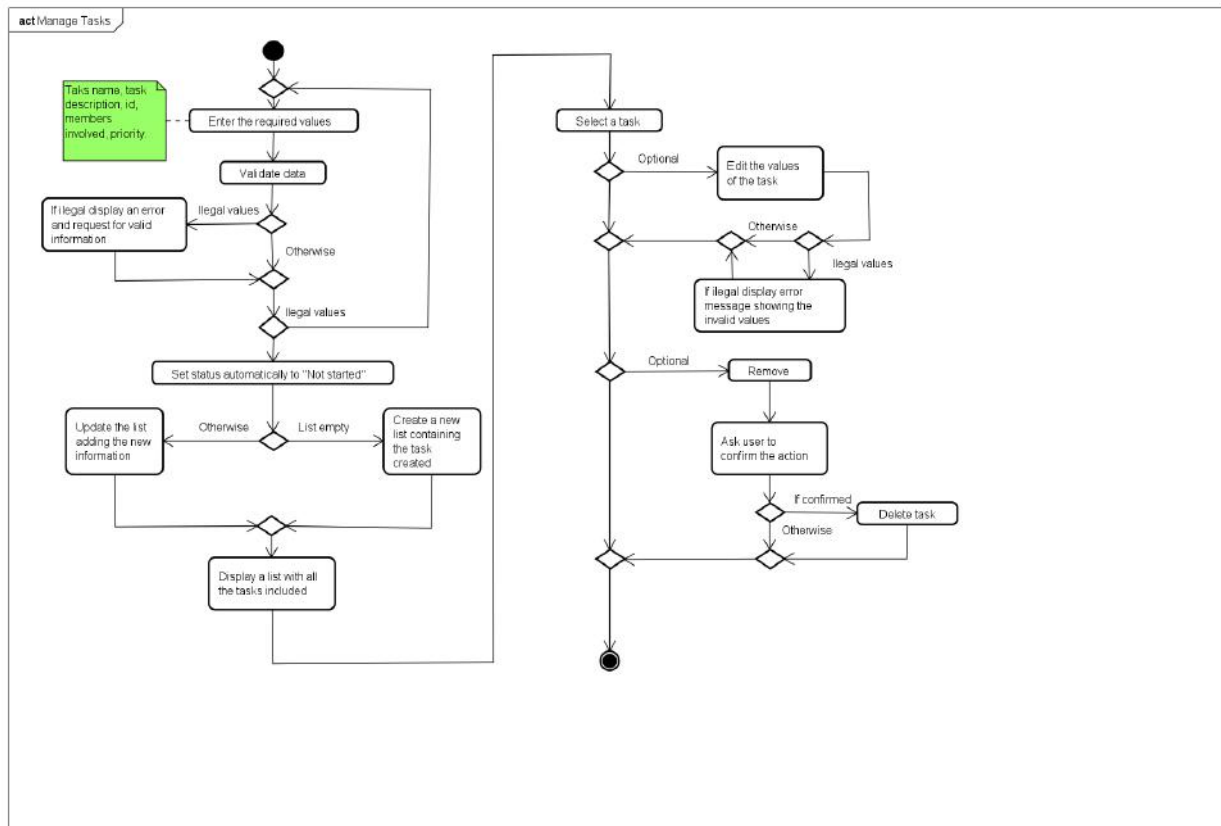 act Manage Tasks
Taks name, task
description, id,
members
involved, priority.
Enter the required values
Validate data
If ilegal display an error
and request for valid
information
Ilegal values
Otherwise
Ilegal values
Set status automatically to "Not started"
Update the list
adding the new
information
Otherwise
List empty
Create a new
list containing
the task
created
Display a list with all
the tasks included
Select a task
Optional
Edit the values
of the task
Otherwise
Ilegal values
If ilegal display error
message showing the
invalid values
Optional
Remove
Ask user to
confirm the action
If confirmed
Delete task
Otherwise